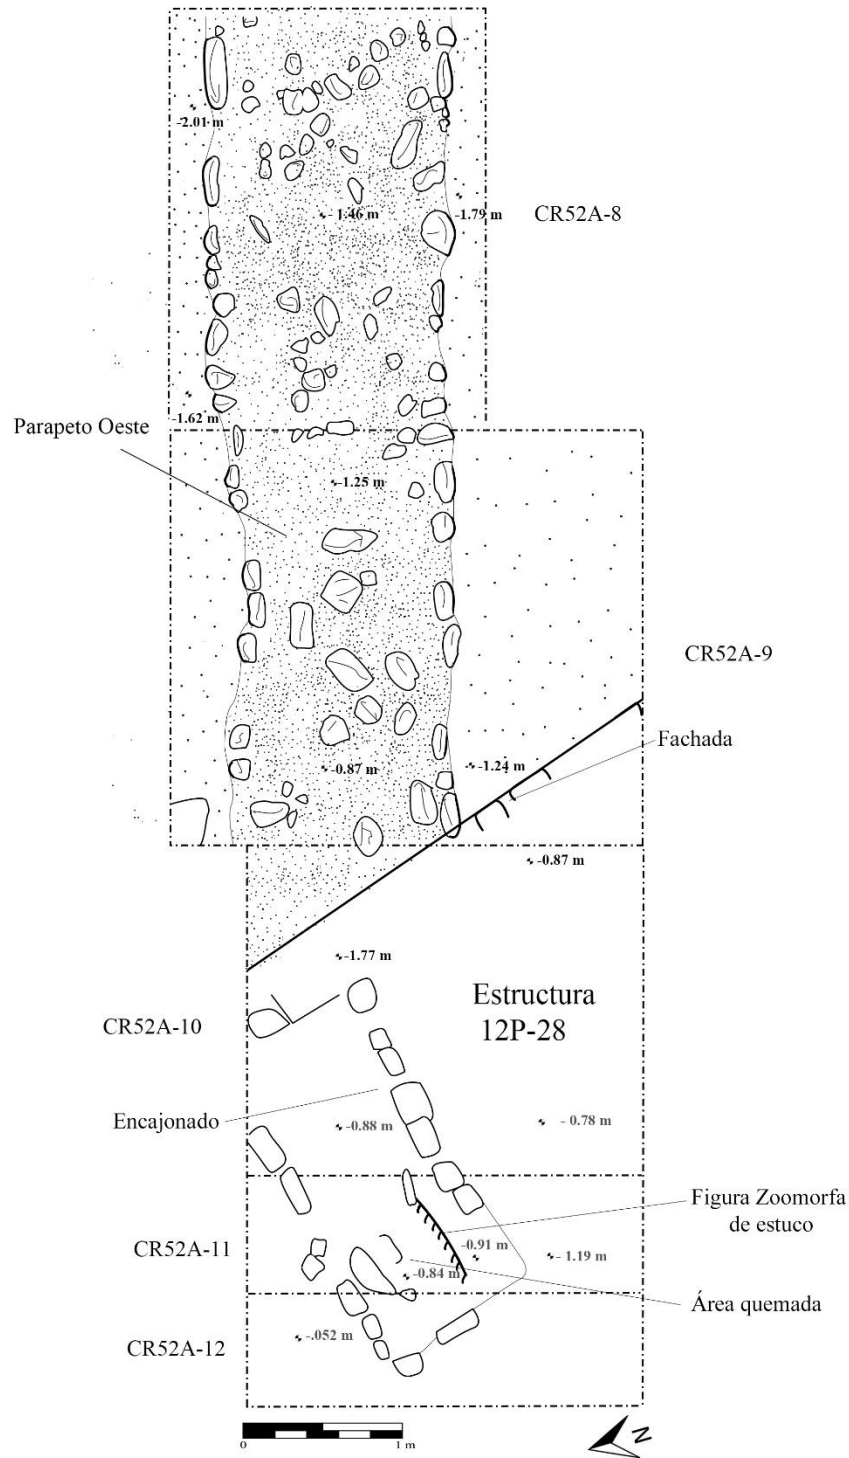 -2.01 m
-1.46 m
-1.79 m
CR52A-8
-1.62 m
Parapeto Oeste
-1.25 m
CR52A-9
Fachada
-0.87 m
-1.24 m
-0.87 m
-1.77 m
Estructura
12P-28
CR52A-10
Encajonado
-0.88 m
- 0.78 m
Figura Zoomorfa
de estuco
-0.91 m
CR52A-11
- 1.19 m
-0.84 m
Área quemada
-.052 m
CR52A-12
0
1 m
N